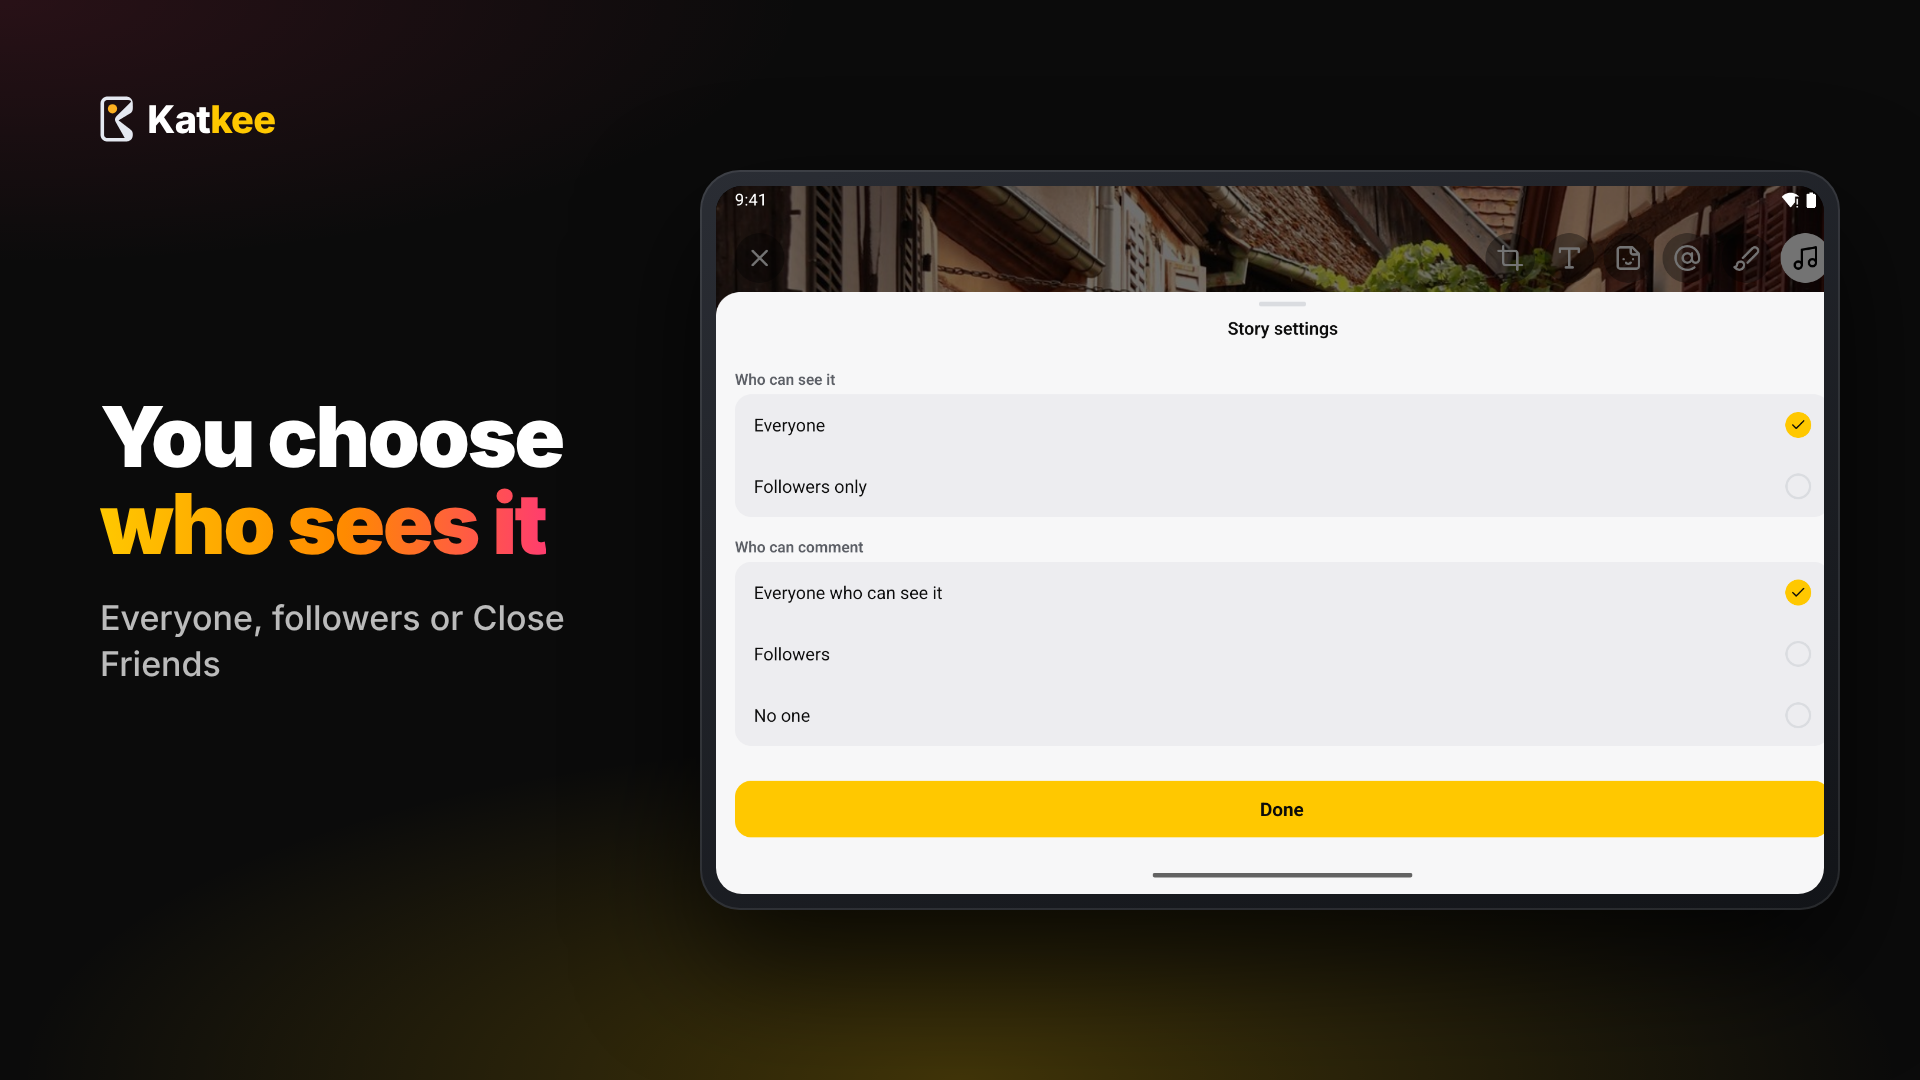 Katkee
You choose
who sees it
Everyone, followers or Close
Friends
9:41
Story settings
Who can see it
Everyone
Followers only
Who can comment
Everyone who can see it
Followers
No one
Done